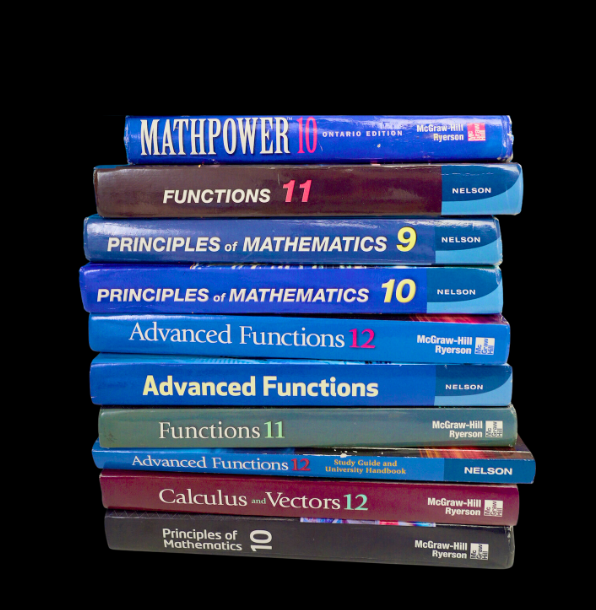 MATHPOWER 10 ONTARIO EDITION McGraw-Hill
Ryerson
FUNCTIONS 11 NELSON
PRINCIPLES of MATHEMATICS 9 NELSON
PRINCIPLES of MATHEMATICS 10 NELSON
Advanced Functions 12 McGraw-Hill
Ryerson
Advanced Functions NELSON
Functions 11 McGraw-Hill
Ryerson
Advanced Functions 12 Study Guide and
University Handbook NELSON
Calculus and Vectors 12 McGraw-Hill
Ryerson
Principles of
Mathematics 10 McGraw-Hill
Ryerson